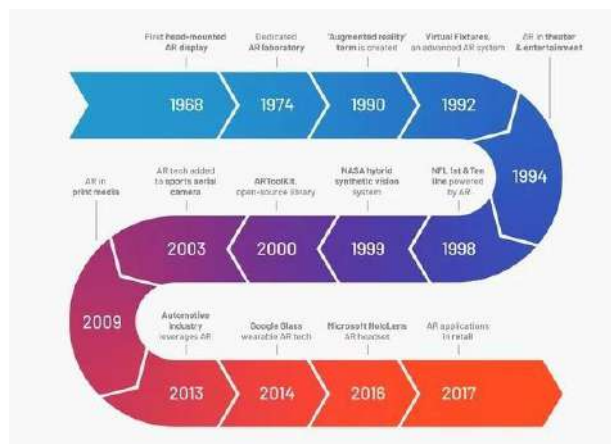 First head-mounted
AR display
1968
Dedicated
AR laboratory
1974
'Augmented reality'
term is created
1990
Virtual Fixtures,
an advanced AR system
1992
AR in theater
& entertainment
1994
NFL 1st & Ten
line powered
by AR
1998
NASA hybrid
synthetic vision
system
1999
ARToolKit,
open-source library
2000
AR tech added
to sports aerial
camera
2003
AR in
print media
2009
Automotive
industry
leverages AR
2013
Google Glass
wearable AR tech
2014
Microsoft HoloLens
AR headset
2016
AR applications
in retail
2017